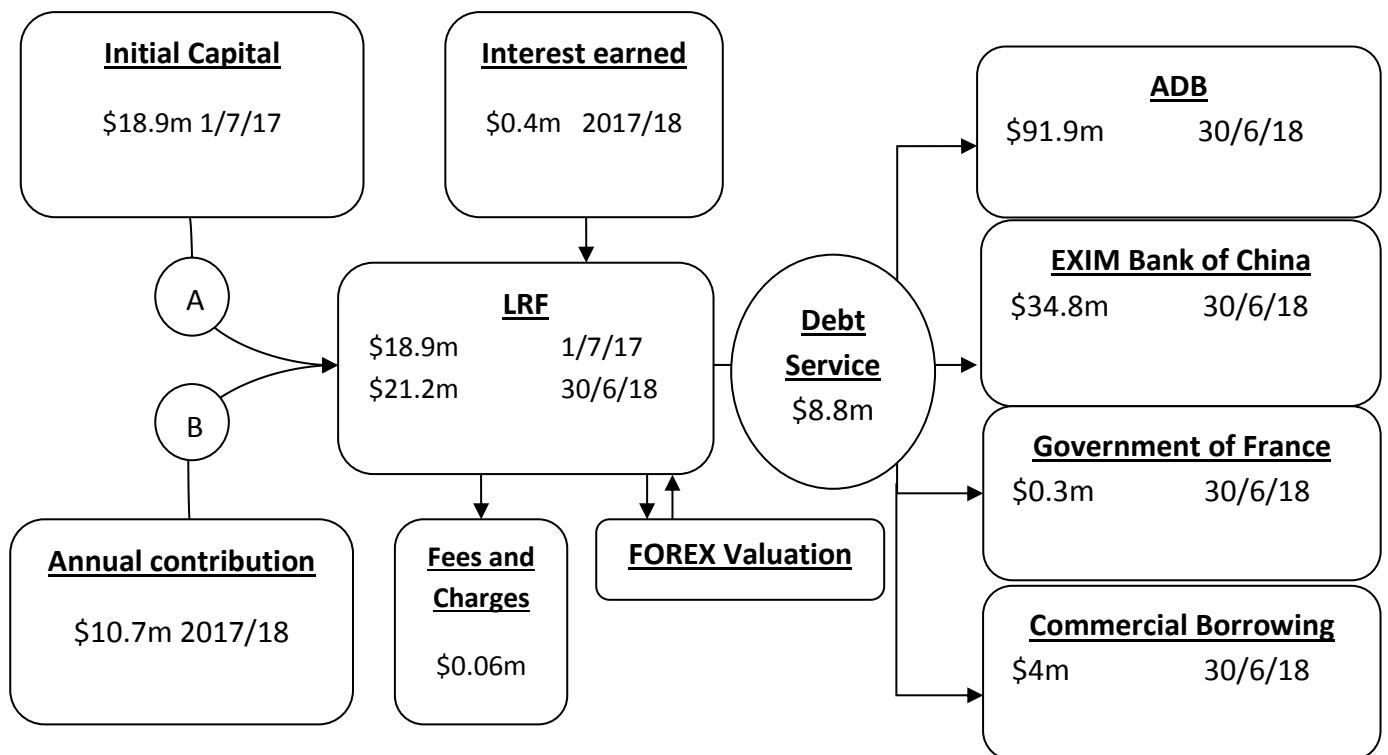 Initial Capital
$18.9m 1/7/17
Interest earned
$0.4m 2017/18
ADB
$91.9m 30/6/18
EXIM Bank of China
$34.8m 30/6/18
A
LRF
$18.9m 1/7/17
$21.2m 30/6/18
Debt
Service
$8.8m
B
Government of France
$0.3m 30/6/18
Annual contribution
$10.7m 2017/18
Fees and
Charges
$0.06m
FOREX Valuation
Commercial Borrowing
$4m 30/6/18